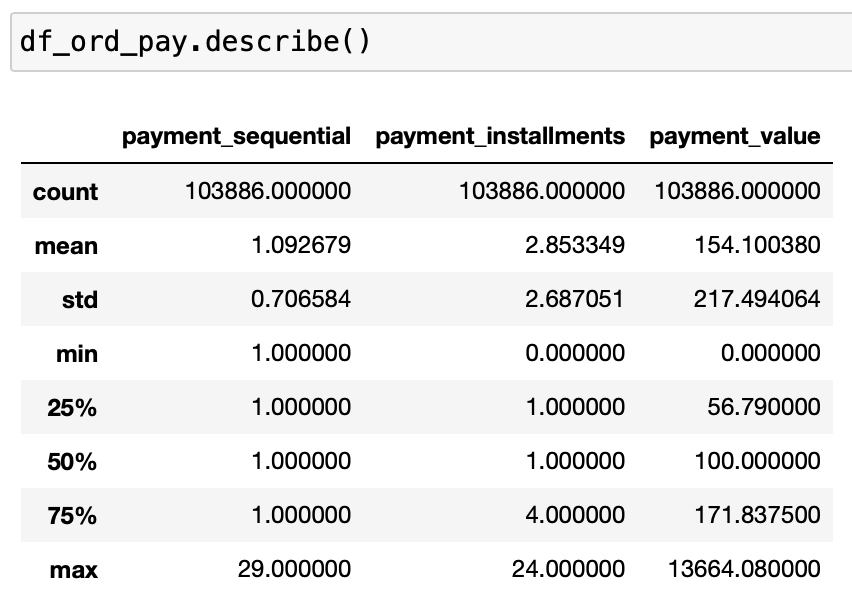 df_ord_pay.describe()
payment_sequential payment_installments payment_value
count 103886.000000 103886.000000 103886.000000
mean 1.092679 2.853349 154.100380
std 0.706584 2.687051 217.494064
min 1.000000 0.000000 0.000000
25% 1.000000 1.000000 56.790000
50% 1.000000 1.000000 100.000000
75% 1.000000 4.000000 171.837500
max 29.000000 24.000000 13664.080000